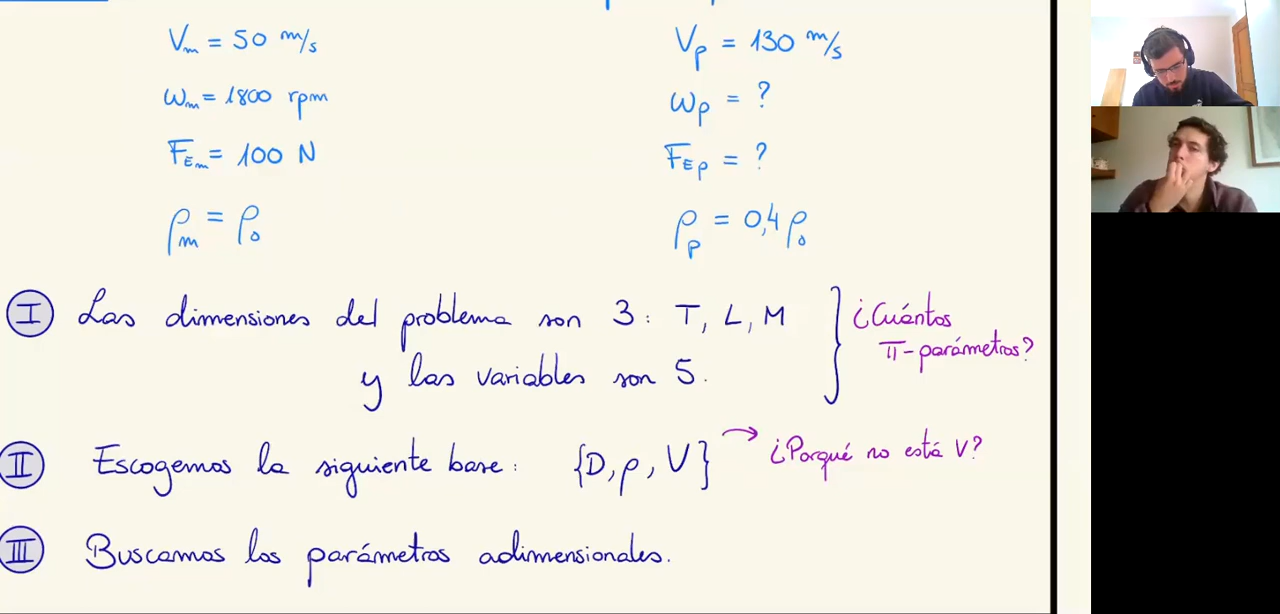 Vm = 50 m/s Vp = 130 m/s
ωm = 1800 rpm ωp = ?
FEm = 100 N FEp = ?
ρm = ρ0 ρp = 0,4 ρ0
I Las dimensiones del problema son 3: T, L, M } ¿Cuántos
π-parámetros?
y las variables son 5.
II Escogemos la siguiente base: {D, ρ, V} → ¿Porqué no está V?
III Buscamos los parámetros adimensionales.